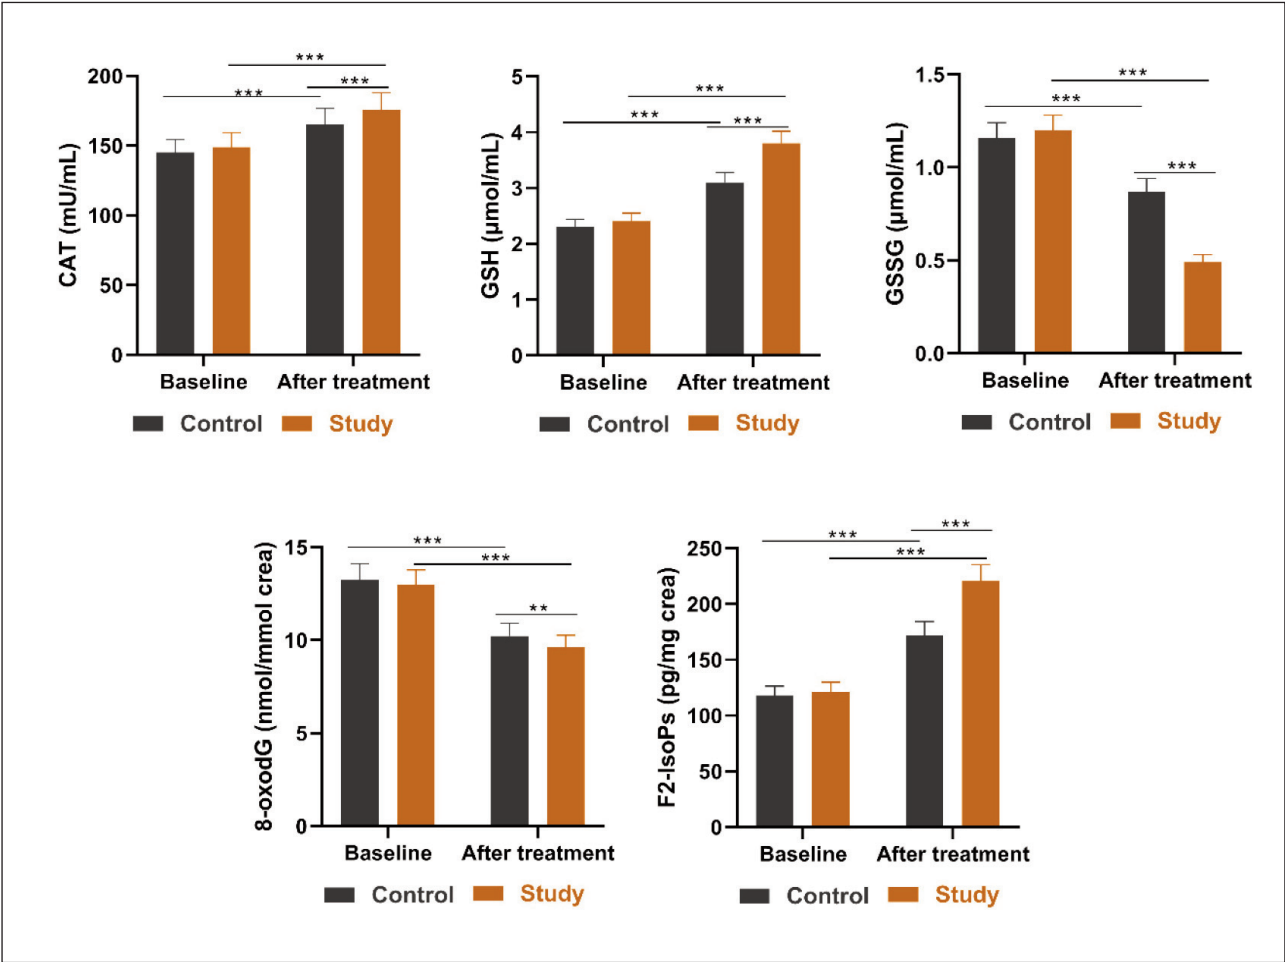 CAT (mU/mL)
200
150
100
50
0
***
***
***
Baseline After treatment
Control Study
GSH (µmol/mL)
5
4
3
2
1
0
***
***
***
Baseline After treatment
Control Study
GSSG (µmol/mL)
1.5
1.0
0.5
0.0
***
***
***
Baseline After treatment
Control Study
8-oxodG (nmol/mmol crea)
15
10
5
0
***
***
**
Baseline After treatment
Control Study
F2-IsoPs (pg/mg crea)
250
200
150
100
50
0
***
***
***
Baseline After treatment
Control Study